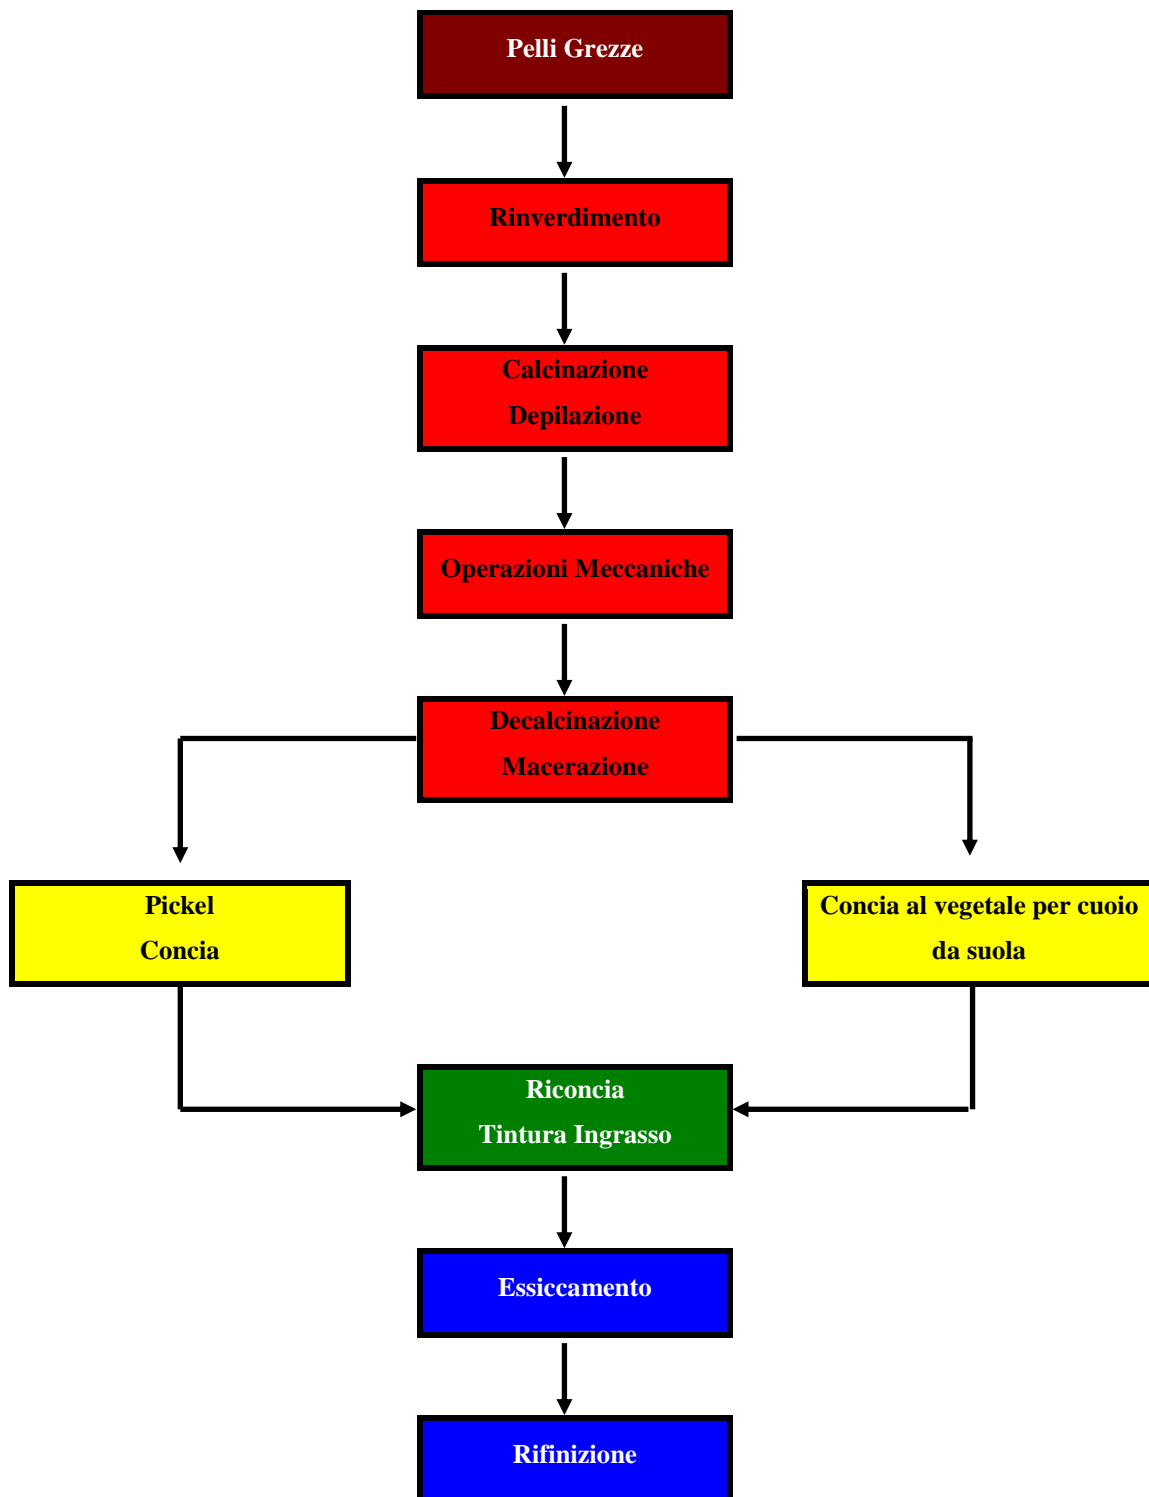 Pelli Grezze
Rinverdimento
Calcinazione
Depilazione
Operazioni Meccaniche
Decalcinazione
Macerazione
Pickel
Concia
Concia al vegetale per cuoio
da suola
Riconcia
Tintura Ingrasso
Essiccamento
Rifinizione